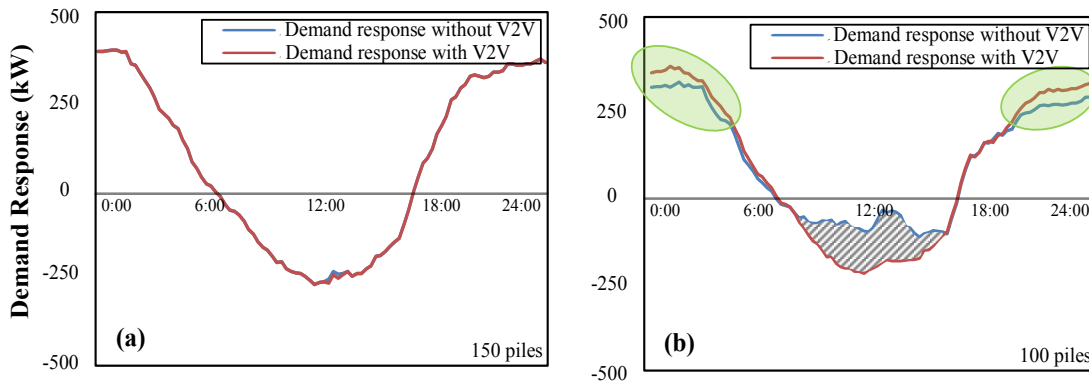 500
Demand response without V2V
Demand response with V2V
250
0
0:00 6:00 12:00 18:00 24:00
-250
-500
Demand Response (kW)
(a)
150 piles
500
Demand response without V2V
Demand response with V2V
250
0
0:00 6:00 12:00 18:00 24:00
-250
-500
(b)
100 piles